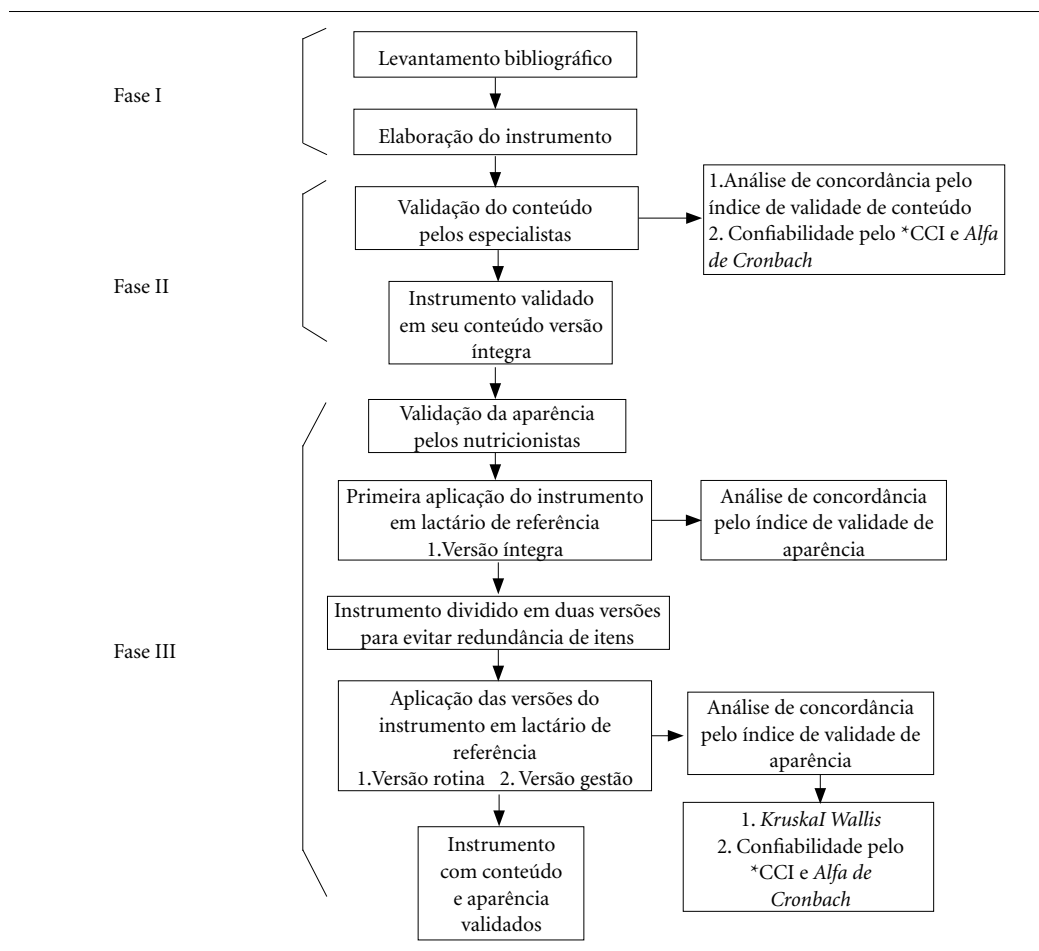 Fase I
Levantamento bibliográfico
Elaboração do instrumento
Fase II
Validação do conteúdo
pelos especialistas
1.Análise de concordância pelo
índice de validade de conteúdo
2. Confiabilidade pelo *CCI e Alfa
de Cronbach
Instrumento validado
em seu conteúdo versão
íntegra
Fase III
Validação da aparência
pelos nutricionistas
Primeira aplicação do instrumento
em lactário de referência
1.Versão íntegra
Análise de concordância
pelo índice de validade de
aparência
Instrumento dividido em duas versões
para evitar redundância de itens
Aplicação das versões do
instrumento em lactário de
referência
1.Versão rotina 2. Versão gestão
Análise de concordância
pelo índice de validade de
aparência
1. KruskaI Wallis
2. Confiabilidade pelo
*CCI e Alfa de
Cronbach
Instrumento
com conteúdo
e aparência
validados